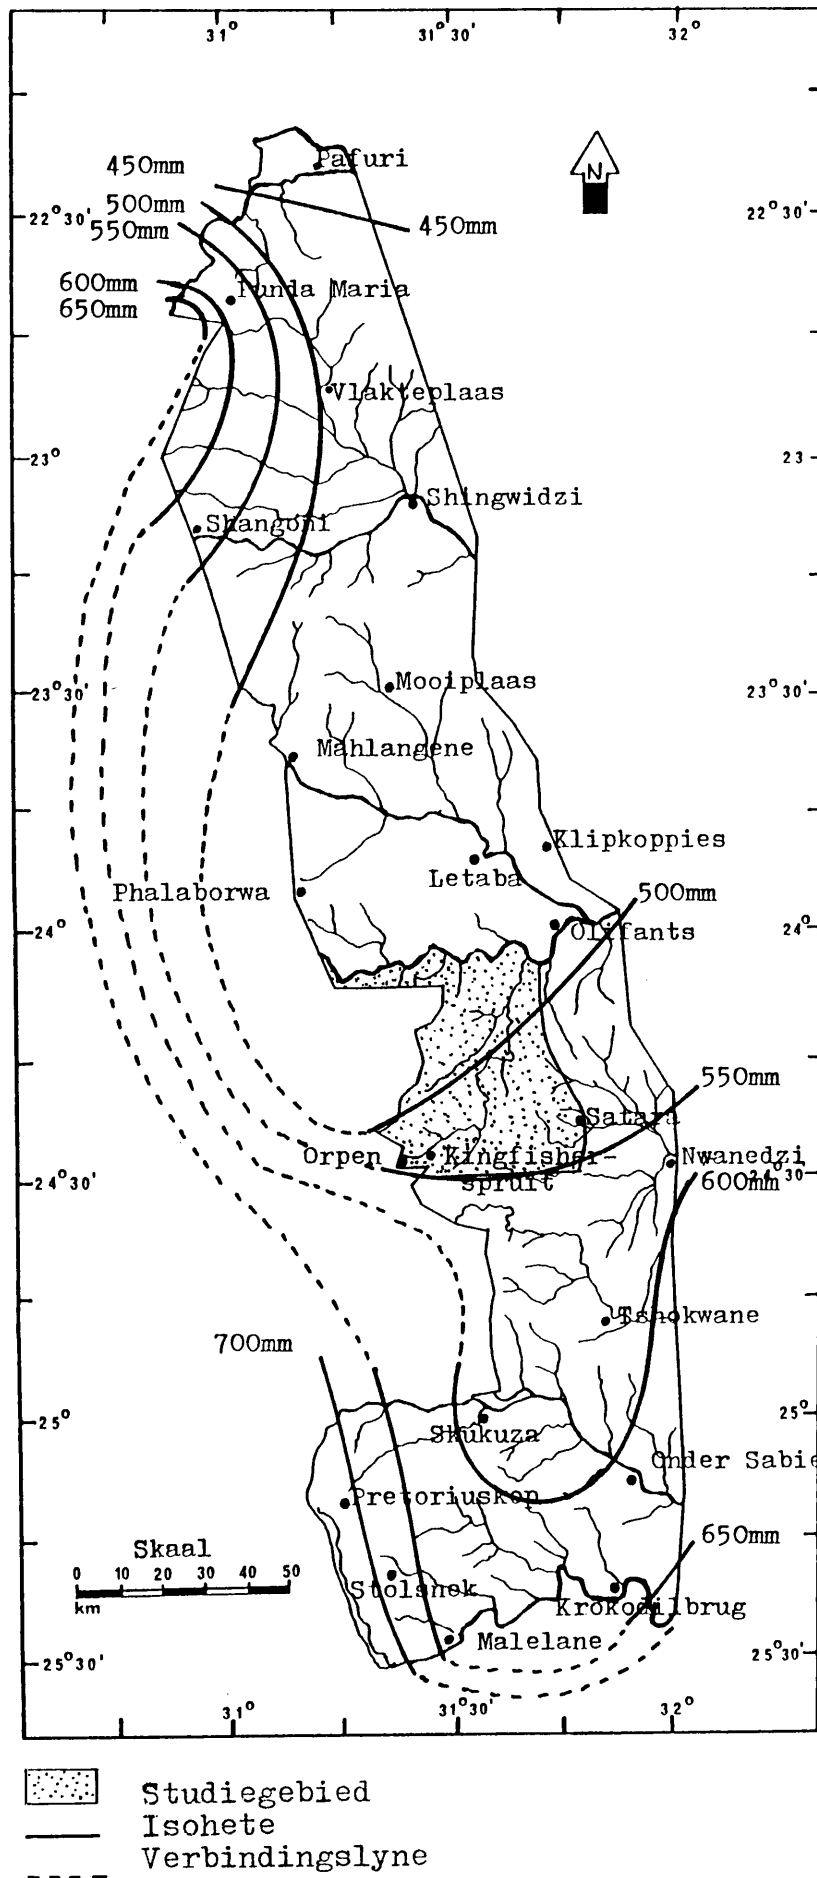 31° 31°30' 32°
N
Pafuri
450mm
500mm
22°30' 22°30'
550mm 450mm
600mm
Punda Maria
650mm
Vlakteplaas
23° 23
Shingwidzi
Shangoni
Mooiplaas
23°30' 23°30'
Mahlangene
Klipkoppies
Letaba
Phalaborwa 500mm
24° Olifants 24°
550mm
Satara
Orpen Kingfisher- Nwanedzi
spruit
24°30' 24°30'
600mm
Tshokwane
700mm
25° 25°
Skukuza
Onder Sabie
Pretoriuskop
650mm
Skaal
0 10 20 30 40 50
km
Stolsnek
Krokodilbrug
Malelane
25°30' 25°30'
31° 31°30' 32°
Studiegebied
Isohete
Verbindingslyne